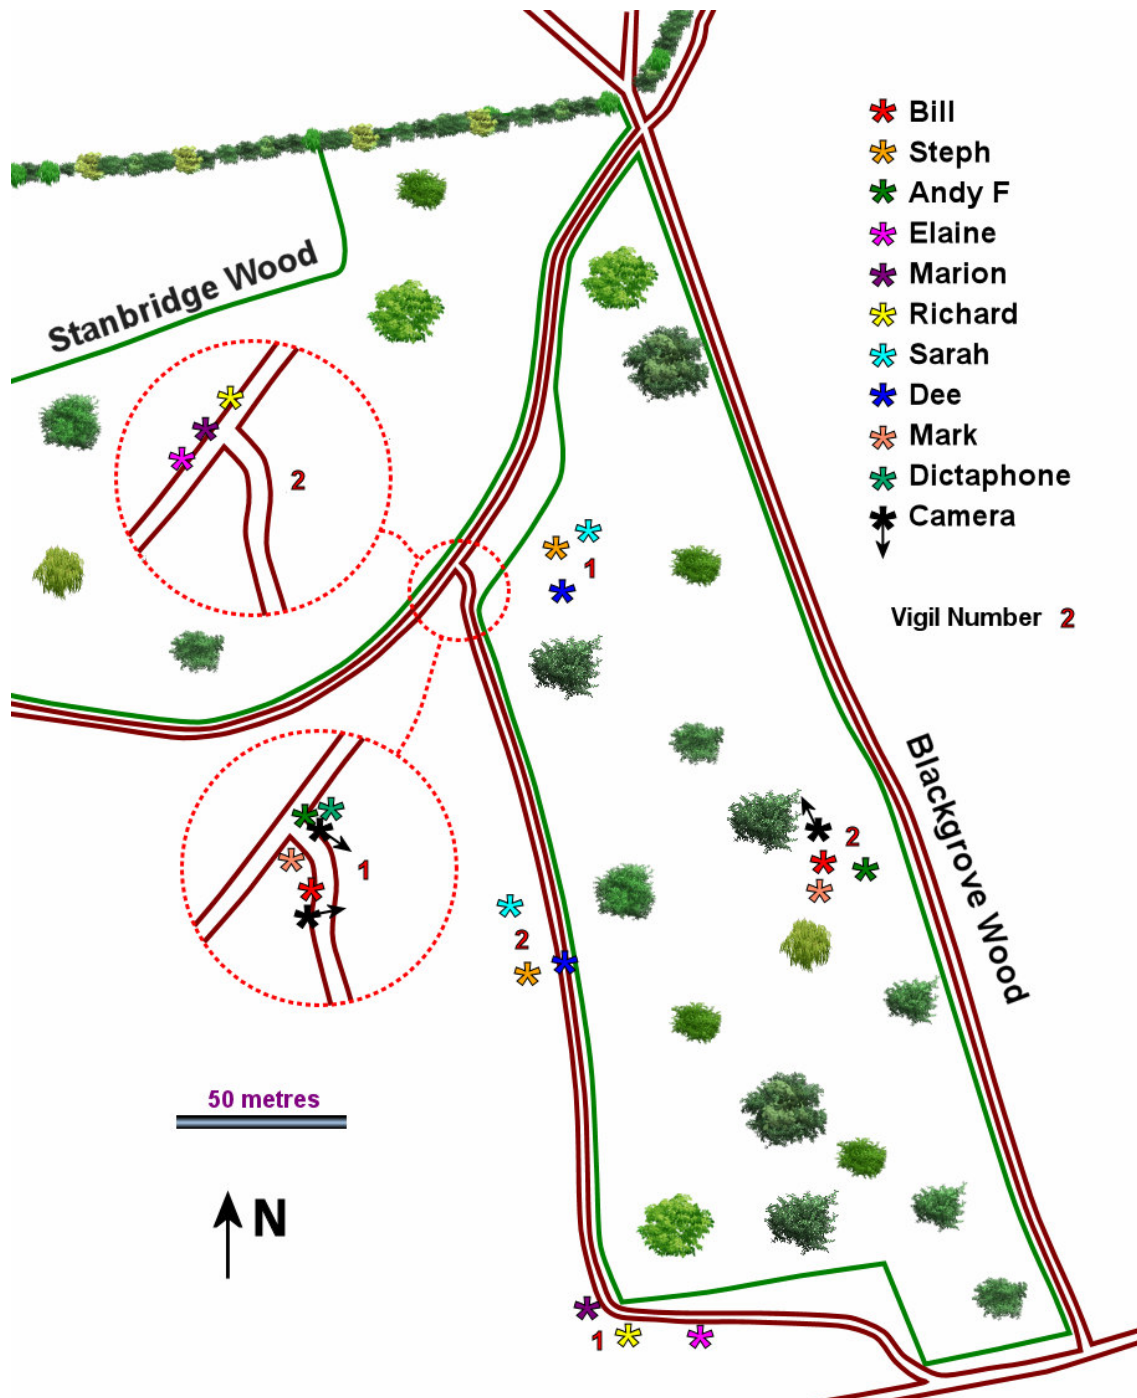 Bill
Steph
Andy F
Elaine
Marion
Richard
Sarah
Dee
Mark
Dictaphone
Camera
Vigil Number 2
Stanbridge Wood
2
1
1
2
2
Blackgrove Wood
50 metres
N
1